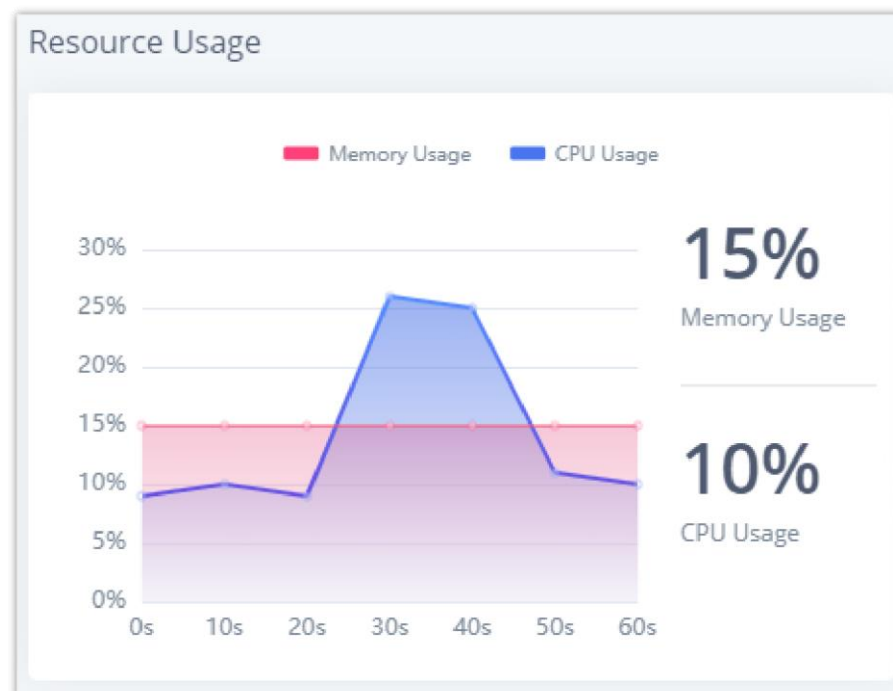 Resource Usage
Memory Usage
CPU Usage
30%
25%
20%
15%
10%
5%
0%
0s 10s 20s 30s 40s 50s 60s
15%
Memory Usage
10%
CPU Usage